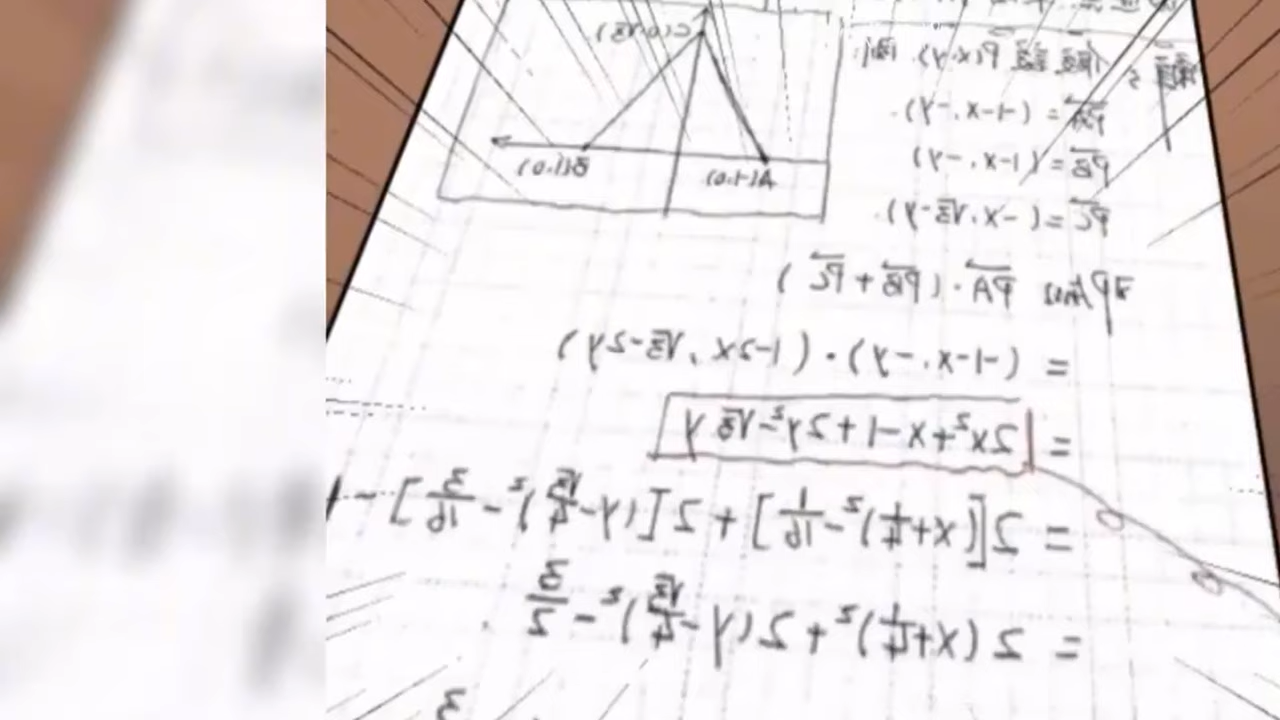 C(0,√3)
B(1,0)
A(-1,0)
P(x,y)
PA = (-1-x, -y).
PB = (1-x, -y)
PC = (-x, √3-y).
PA·(PB+PC)
= (-1-x, -y)·(1-2x, √3-2y)
= 2x²+x-1+2y²-√3y
= 2[(x+1/4)²-1/16]+2[(y-√3/4)²-3/16]-1
= 2(x+1/4)²+2(y-√3/4)²-3/2.
3